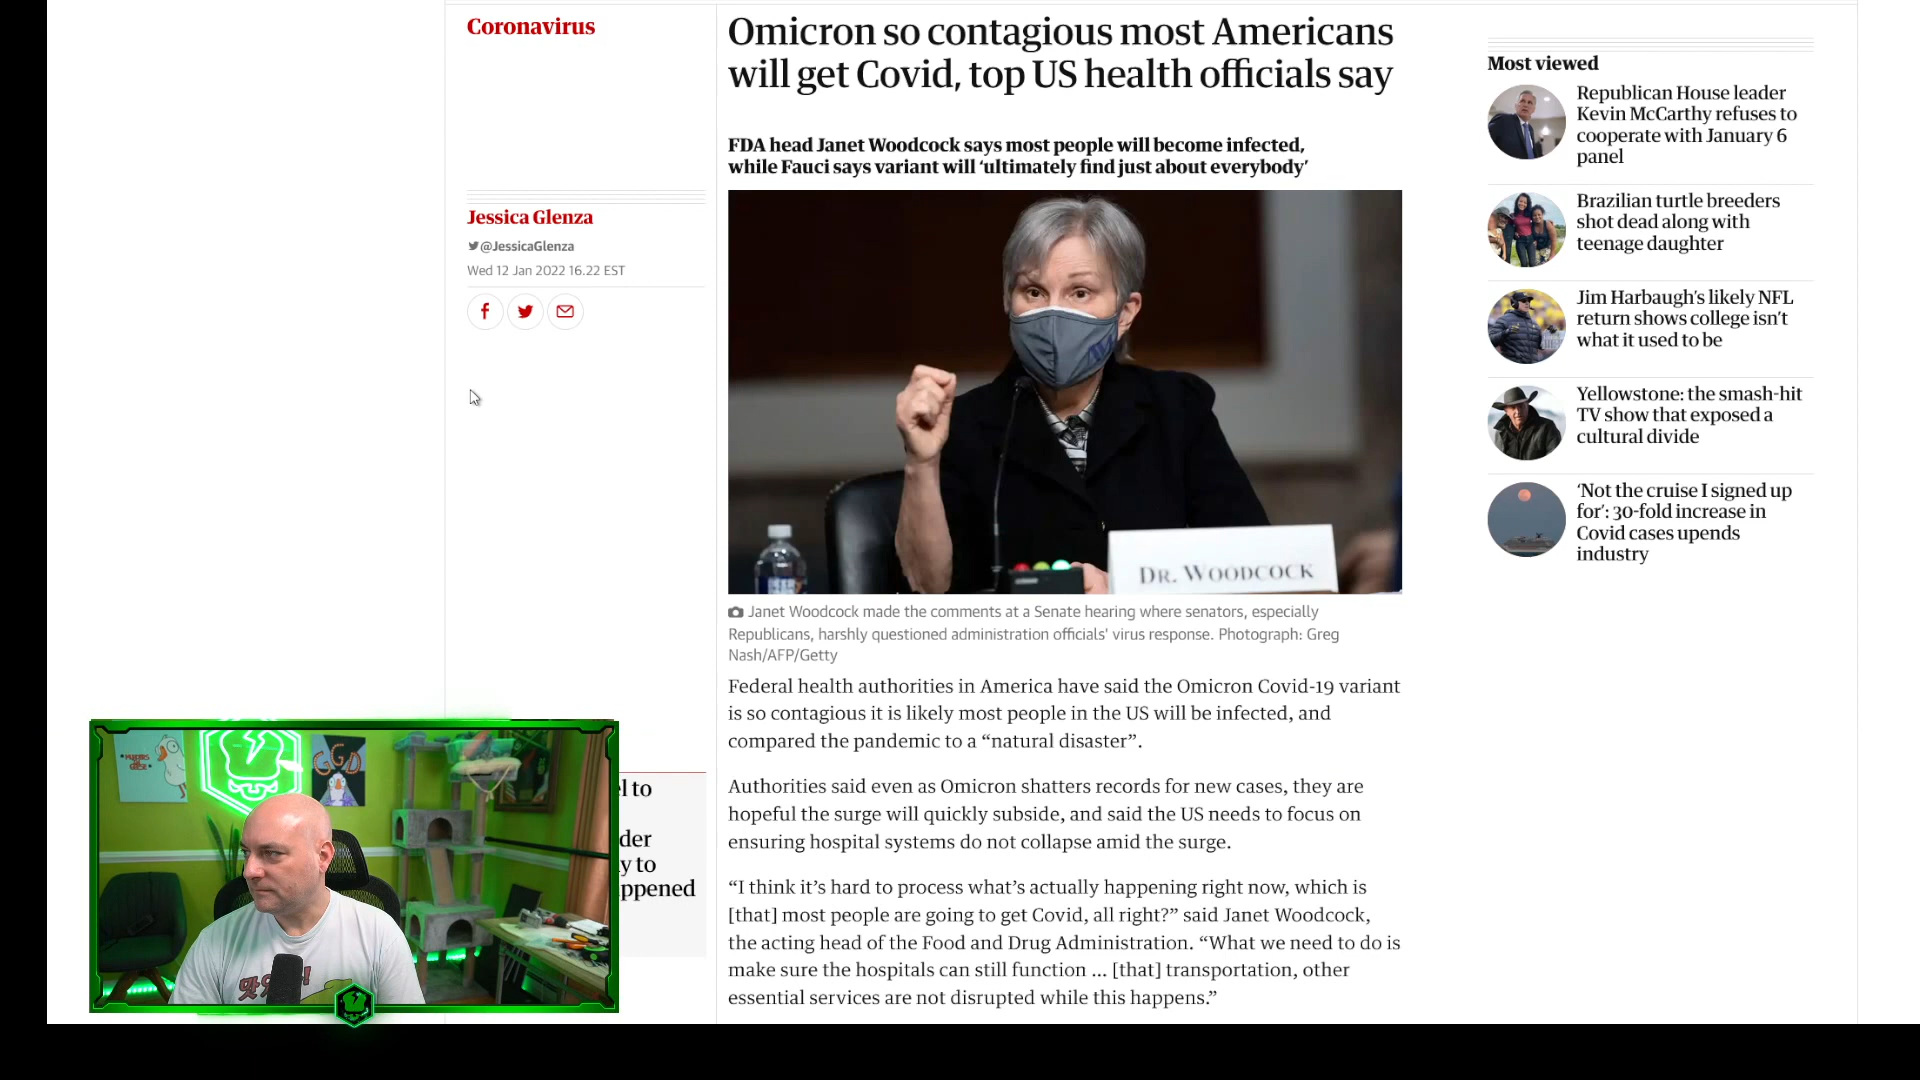 Coronavirus
Omicron so contagious most Americans
will get Covid, top US health officials say
FDA head Janet Woodcock says most people will become infected,
while Fauci says variant will ‘ultimately find just about everybody’
Jessica Glenza
@JessicaGlenza
Wed 12 Jan 2022 16.22 EST
DR. WOODCOCK
Janet Woodcock made the comments at a Senate hearing where senators, especially
Republicans, harshly questioned administration officials’ virus response. Photograph: Greg
Nash/AFP/Getty
Federal health authorities in America have said the Omicron Covid-19 variant
is so contagious it is likely most people in the US will be infected, and
compared the pandemic to a “natural disaster”.
Authorities said even as Omicron shatters records for new cases, they are
hopeful the surge will quickly subside, and said the US needs to focus on
ensuring hospital systems do not collapse amid the surge.
“I think it’s hard to process what’s actually happening right now, which is
[that] most people are going to get Covid, all right?” said Janet Woodcock,
the acting head of the Food and Drug Administration. “What we need to do is
make sure the hospitals can still function ... [that] transportation, other
essential services are not disrupted while this happens.”
Most viewed
Republican House leader
Kevin McCarthy refuses to
cooperate with January 6
panel
Brazilian turtle breeders
shot dead along with
teenage daughter
Jim Harbaugh’s likely NFL
return shows college isn’t
what it used to be
Yellowstone: the smash-hit
TV show that exposed a
cultural divide
‘Not the cruise I signed up
for’: 30-fold increase in
Covid cases upends
industry
to
to
GGD